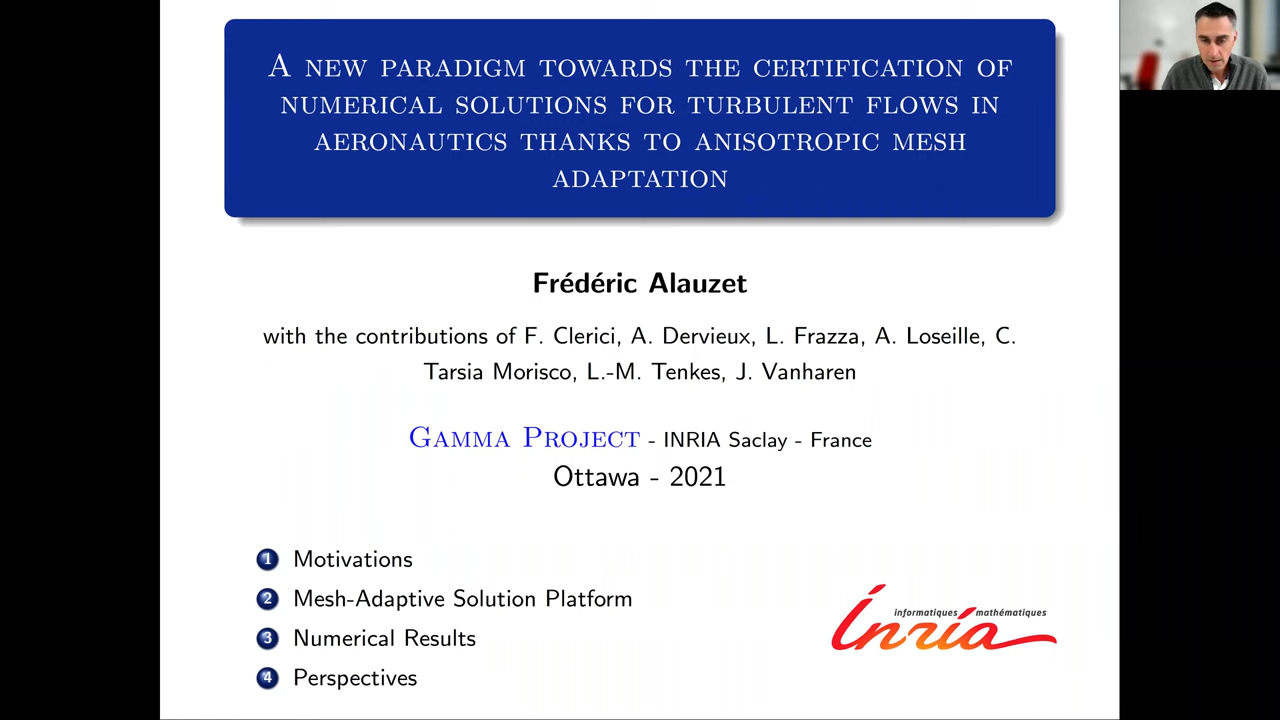 A NEW PARADIGM TOWARDS THE CERTIFICATION OF
NUMERICAL SOLUTIONS FOR TURBULENT FLOWS IN
AERONAUTICS THANKS TO ANISOTROPIC MESH
ADAPTATION
Frédéric Alauzet
with the contributions of F. Clerici, A. Dervieux, L. Frazza, A. Loseille, C.
Tarsia Morisco, L.-M. Tenkes, J. Vanharen
GAMMA PROJECT - INRIA Saclay - France
Ottawa - 2021
1 Motivations
2 Mesh-Adaptive Solution Platform
3 Numerical Results
4 Perspectives
informatiques mathématiques
Inria